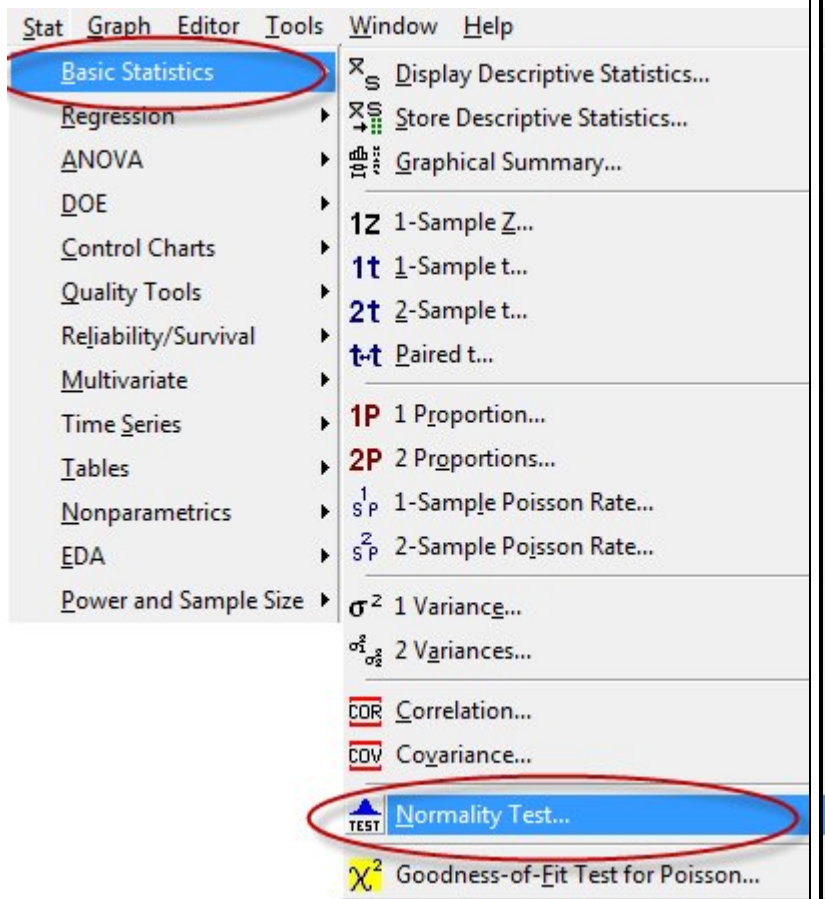 Stat Graph Editor Tools Window Help
Basic Statistics
Regression
ANOVA
DOE
Control Charts
Quality Tools
Reliability/Survival
Multivariate
Time Series
Tables
Nonparametrics
EDA
Power and Sample Size
x̄ S Display Descriptive Statistics...
x̄ S Store Descriptive Statistics...
Graphical Summary...
1Z 1-Sample Z...
1t 1-Sample t...
2t 2-Sample t...
t-t Paired t...
1P 1 Proportion...
2P 2 Proportions...
S 1 P 1-Sample Poisson Rate...
S 2 P 2-Sample Poisson Rate...
σ² 1 Variance...
σ²₁ σ²₂ 2 Variances...
COR Correlation...
COV Covariance...
TEST Normality Test...
χ² Goodness-of-Fit Test for Poisson...